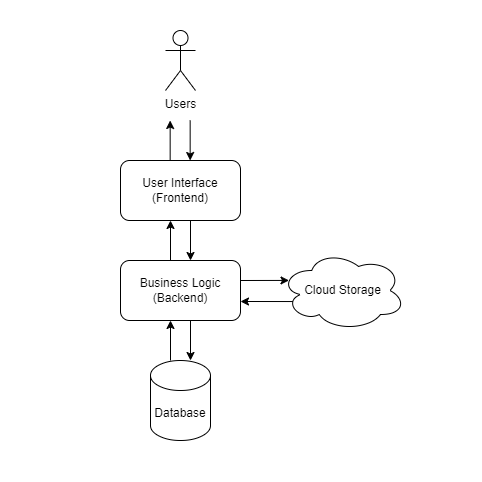 Users
User Interface
(Frontend)
Business Logic
(Backend)
Cloud Storage
Database